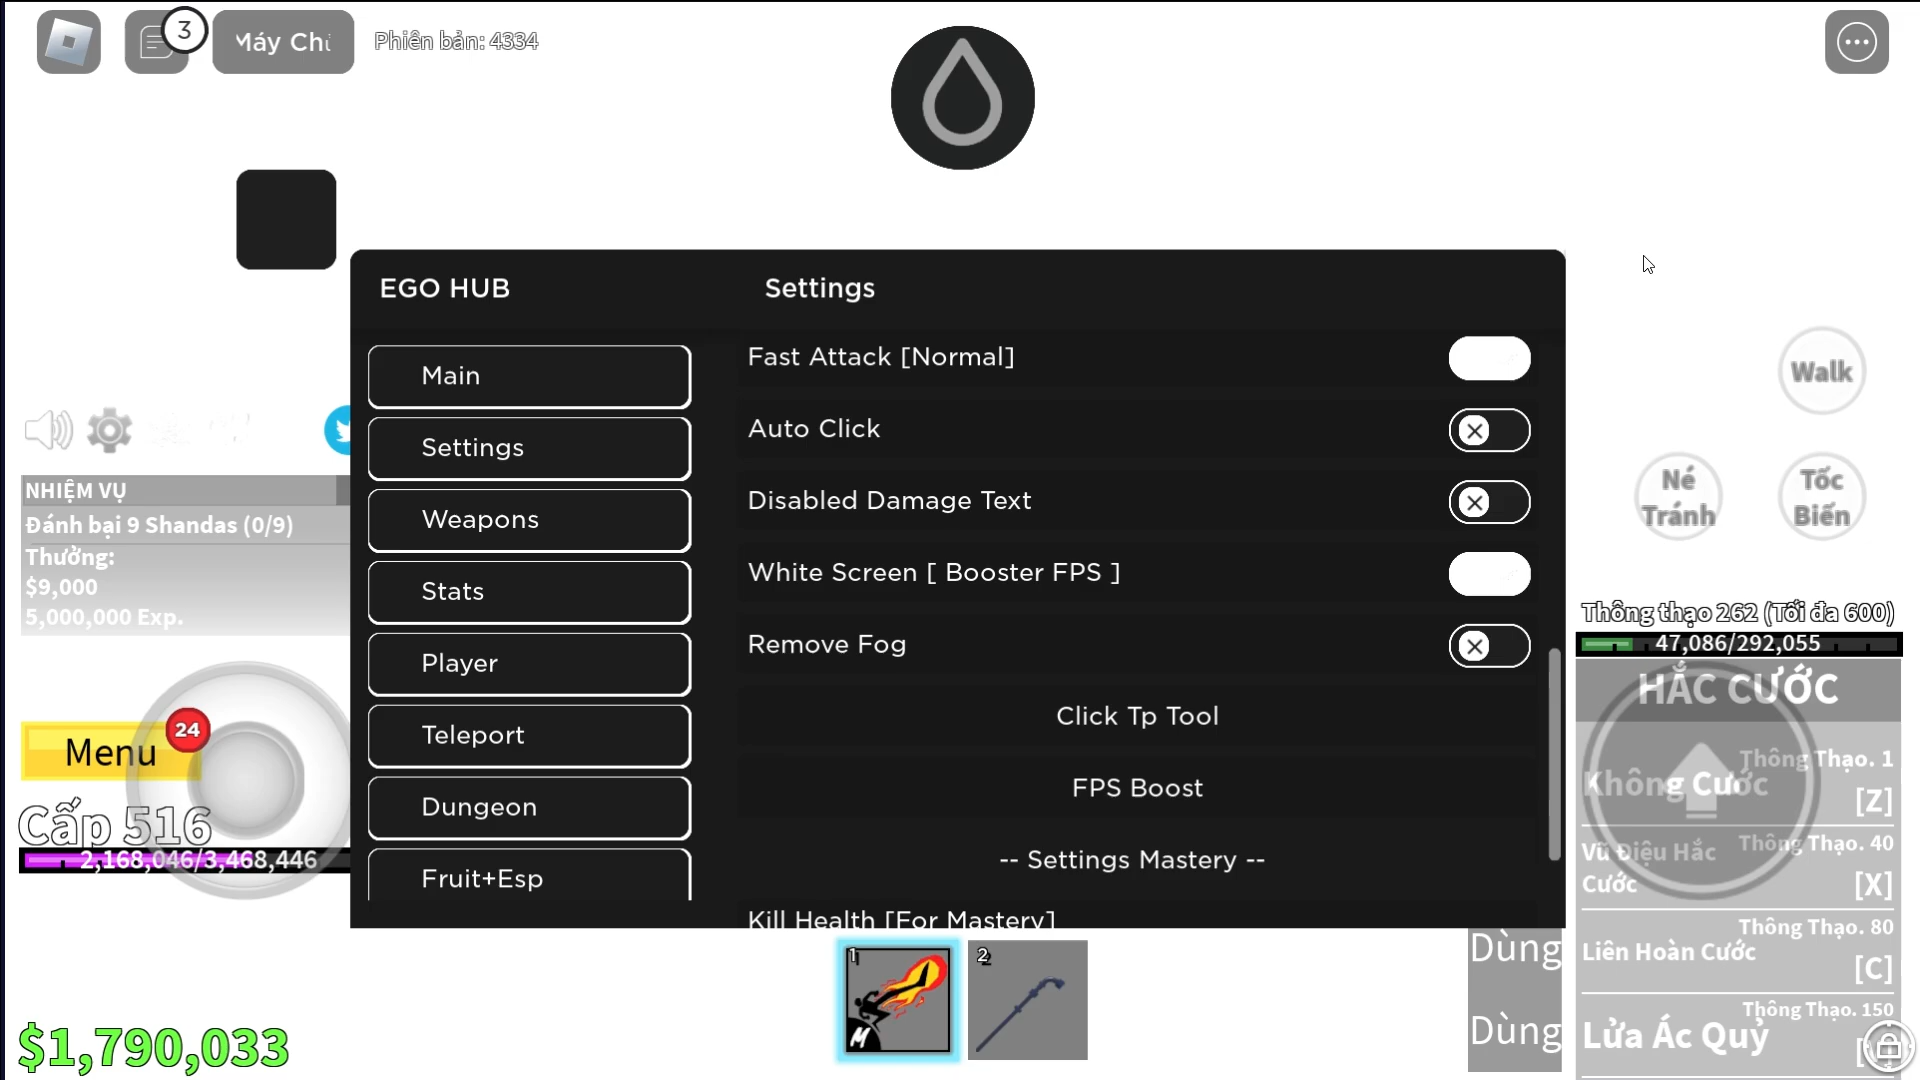 3
Máy Chủ
Phiên bản: 4334
EGO HUB
Settings
Main
Settings
Weapons
Stats
Player
Teleport
Dungeon
Fruit+Esp
Fast Attack [Normal]
Auto Click
Disabled Damage Text
White Screen [ Booster FPS ]
Remove Fog
Click Tp Tool
FPS Boost
-- Settings Mastery --
Kill Health [For Mastery]
NHIỆM VỤ
Đánh bại 9 Shandas (0/9)
Thưởng:
$9,000
5,000,000 Exp.
Menu
24
Cấp 516
2,168,046/3,468,446
$1,790,033
1
M
2
Walk
Né
Tránh
Tốc
Biến
Thông thạo 262 (Tối đa 600)
47,086/292,055
HẮC CƯỚC
Thông Thạo. 1
Không Cước
[Z]
Thông Thạo. 40
Vũ Điệu Hắc
Cước
[X]
Thông Thạo. 80
Liên Hoàn Cước
[C]
Thông Thạo. 150
Lửa Ác Quỷ
Dùng
Dùng